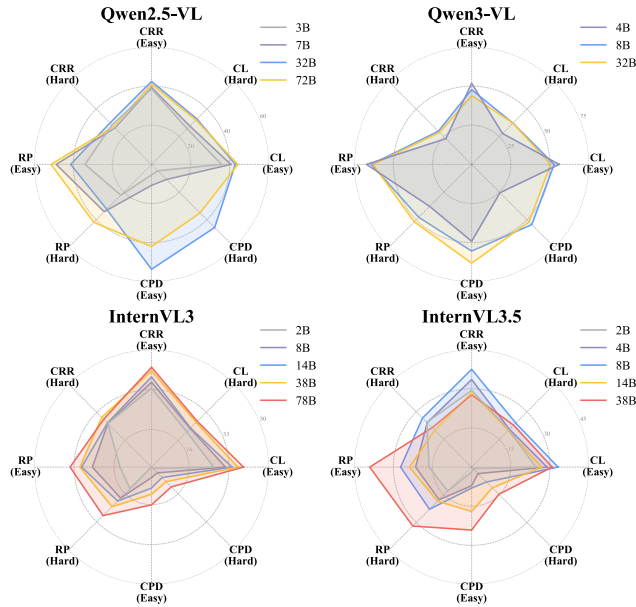 Qwen2.5-VL
CRR
(Easy)
3B
7B
32B
72B
CRR
(Hard)
CL
(Hard)
60
40
20
RP
(Easy)
CL
(Easy)
RP
(Hard)
CPD
(Hard)
CPD
(Easy)
Qwen3-VL
CRR
(Easy)
4B
8B
32B
CRR
(Hard)
CL
(Hard)
75
50
25
RP
(Easy)
CL
(Easy)
RP
(Hard)
CPD
(Hard)
CPD
(Easy)
InternVL3
CRR
(Easy)
2B
8B
14B
38B
78B
CRR
(Hard)
CL
(Hard)
50
RP
(Easy)
CL
(Easy)
RP
(Hard)
CPD
(Hard)
CPD
(Easy)
InternVL3.5
CRR
(Easy)
2B
4B
8B
14B
38B
CRR
(Hard)
CL
(Hard)
45
30
15
RP
(Easy)
CL
(Easy)
RP
(Hard)
CPD
(Hard)
CPD
(Easy)